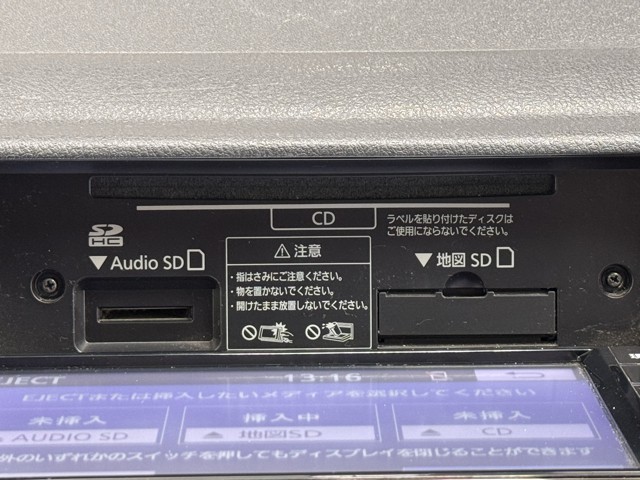 CD
ラベルを貼り付けたディスクは
ご使用にならないでください。
SD
HC
▼Audio SD
⚠注意
・指はさみにご注意ください。
・物を置かないでください。
・開けたまま放置しないでください。
▼地図 SD
EJECT
13:16
EJECTまたは挿入したいメディアを選択してください
未挿入
挿入中
未挿入
AUDIO SD
地図SD
CD
外のいずれかのスイッチを押してもディスプレイを閉じることができます